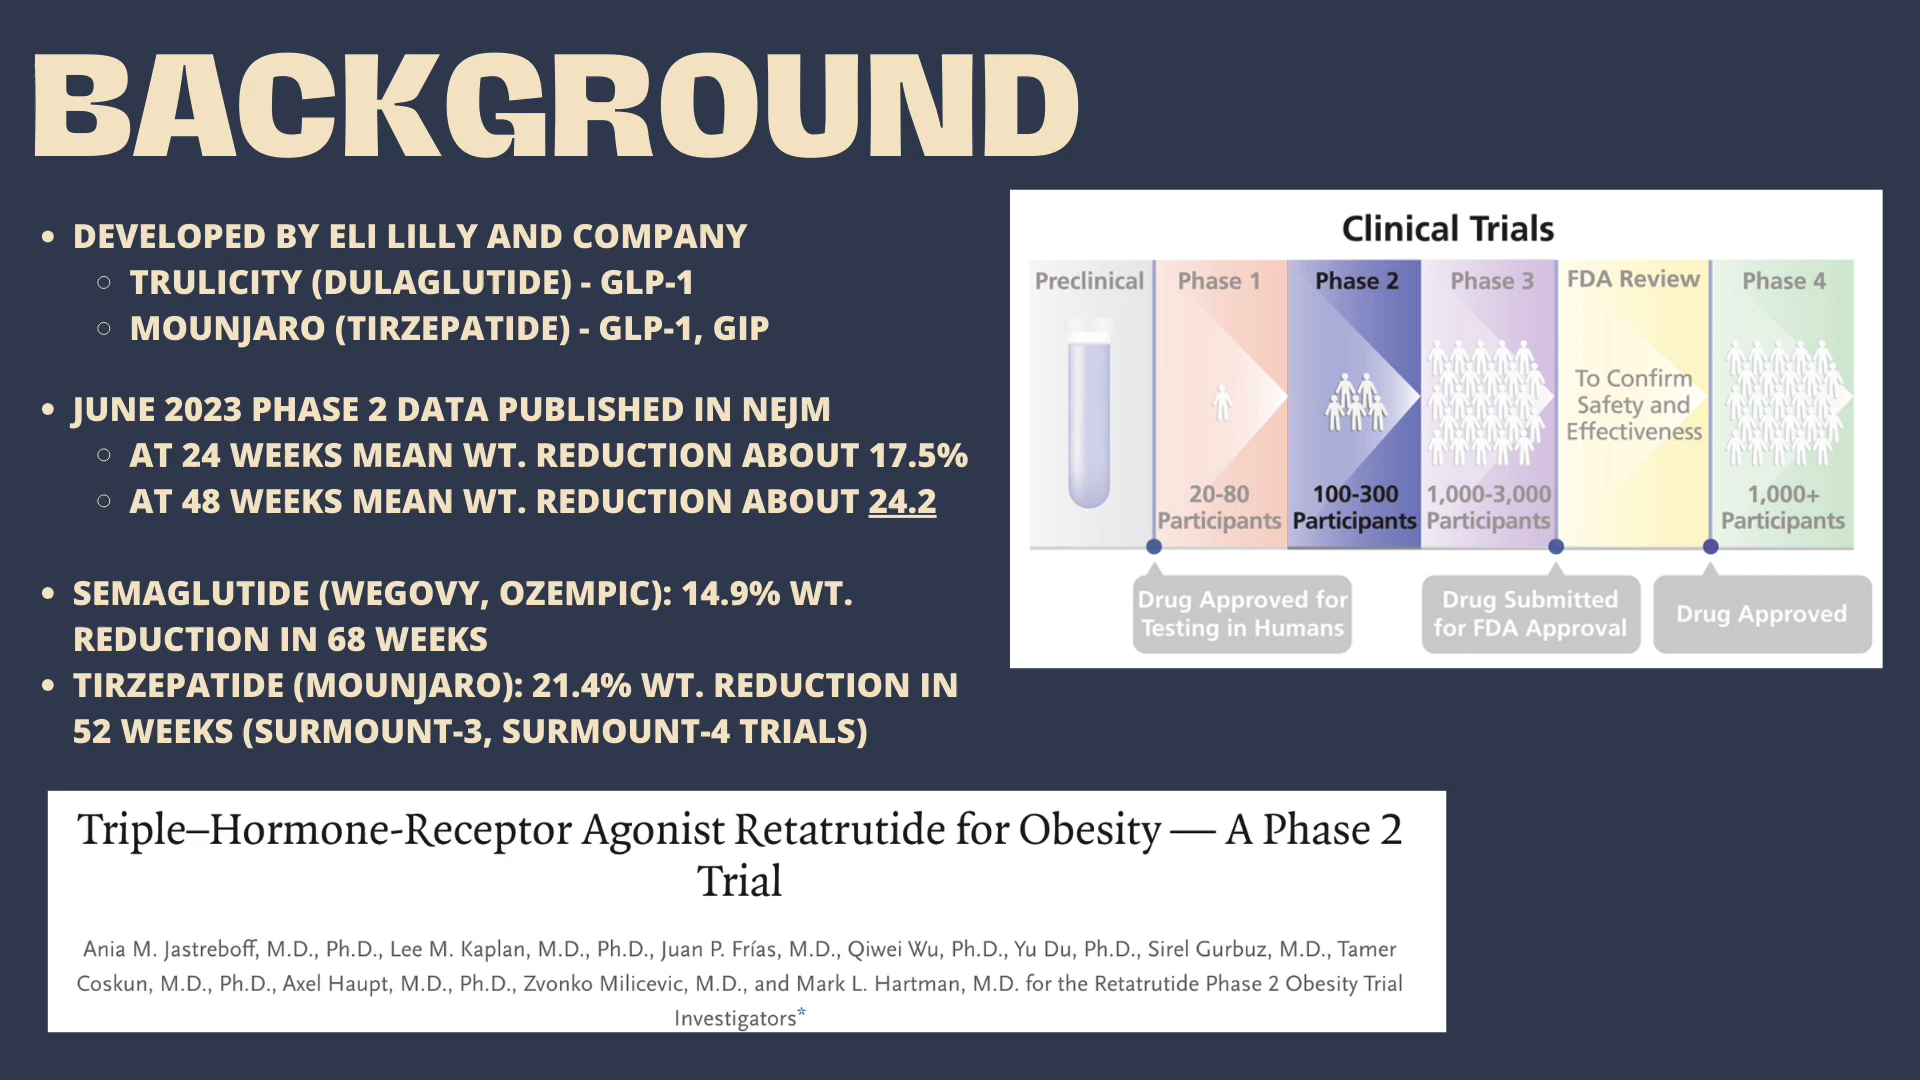 BACKGROUND
• DEVELOPED BY ELI LILLY AND COMPANY
○ TRULICITY (DULAGLUTIDE) - GLP-1
○ MOUNJARO (TIRZEPATIDE) - GLP-1, GIP
• JUNE 2023 PHASE 2 DATA PUBLISHED IN NEJM
○ AT 24 WEEKS MEAN WT. REDUCTION ABOUT 17.5%
○ AT 48 WEEKS MEAN WT. REDUCTION ABOUT 24.2
• SEMAGLUTIDE (WEGOVY, OZEMPIC): 14.9% WT.
REDUCTION IN 68 WEEKS
• TIRZEPATIDE (MOUNJARO): 21.4% WT. REDUCTION IN
52 WEEKS (SURMOUNT-3, SURMOUNT-4 TRIALS)
Clinical Trials
Preclinical
Phase 1
20-80
Participants
Phase 2
100-300
Participants
Phase 3
1,000-3,000
Participants
FDA Review
To Confirm
Safety and
Effectiveness
Phase 4
1,000+
Participants
Drug Approved for
Testing in Humans
Drug Submitted
for FDA Approval
Drug Approved
Triple–Hormone-Receptor Agonist Retatrutide for Obesity — A Phase 2
Trial
Ania M. Jastreboff, M.D., Ph.D., Lee M. Kaplan, M.D., Ph.D., Juan P. Frías, M.D., Qiwei Wu, Ph.D., Yu Du, Ph.D., Sirel Gurbuz, M.D., Tamer
Coskun, M.D., Ph.D., Axel Haupt, M.D., Ph.D., Zvonko Milicevic, M.D., and Mark L. Hartman, M.D. for the Retatrutide Phase 2 Obesity Trial
Investigators*